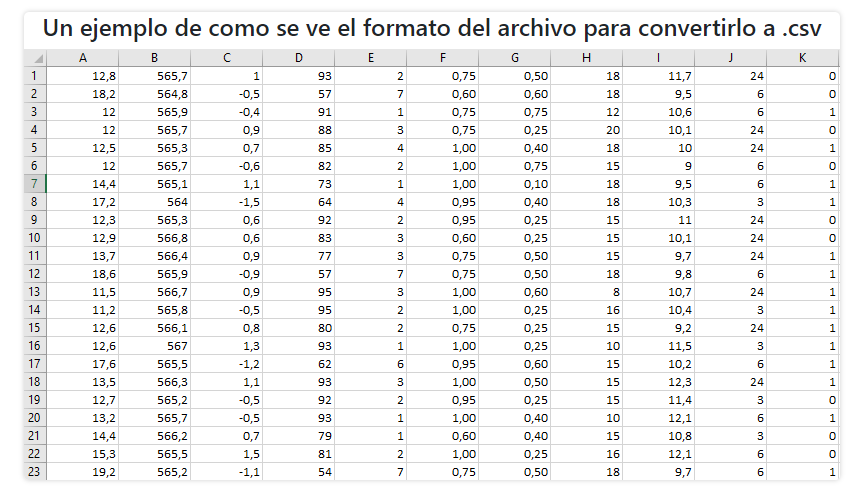 Un ejemplo de como se ve el formato del archivo para convertirlo a .csv
A B C D E F G H I J K
1 12,8 565,7 1 93 2 0,75 0,50 18 11,7 24 0
2 18,2 564,8 -0,5 57 7 0,60 0,60 18 9,5 6 0
3 12 565,9 -0,4 91 1 0,75 0,75 12 10,6 6 1
4 12 565,7 0,9 88 3 0,75 0,25 20 10,1 24 0
5 12,5 565,3 0,7 85 4 1,00 0,40 18 10 24 1
6 12 565,7 -0,6 82 2 1,00 0,75 15 9 6 0
7 14,4 565,1 1,1 73 1 1,00 0,10 18 9,5 6 1
8 17,2 564 -1,5 64 4 0,95 0,40 18 10,3 3 1
9 12,3 565,3 0,6 92 2 0,95 0,25 15 11 24 0
10 12,9 566,8 0,6 83 3 0,60 0,25 15 10,1 24 0
11 13,7 566,4 0,9 77 3 0,75 0,50 15 9,7 24 1
12 18,6 565,9 -0,9 57 7 0,75 0,50 18 9,8 6 1
13 11,5 566,7 0,9 95 3 1,00 0,60 8 10,7 24 1
14 11,2 565,8 -0,5 95 2 1,00 0,25 16 10,4 3 1
15 12,6 566,1 0,8 80 2 0,75 0,25 15 9,2 24 1
16 12,6 567 1,3 93 1 1,00 0,25 10 11,5 3 1
17 17,6 565,5 -1,2 62 6 0,95 0,60 15 10,2 6 1
18 13,5 566,3 1,1 93 3 1,00 0,50 15 12,3 24 1
19 12,7 565,2 -0,5 92 2 0,95 0,25 15 11,4 3 0
20 13,2 565,7 -0,5 93 1 1,00 0,40 10 12,1 6 1
21 14,4 566,2 0,7 79 1 0,60 0,40 15 10,8 3 0
22 15,3 565,5 1,5 81 2 1,00 0,25 16 12,1 6 0
23 19,2 565,2 -1,1 54 7 0,75 0,50 18 9,7 6 1